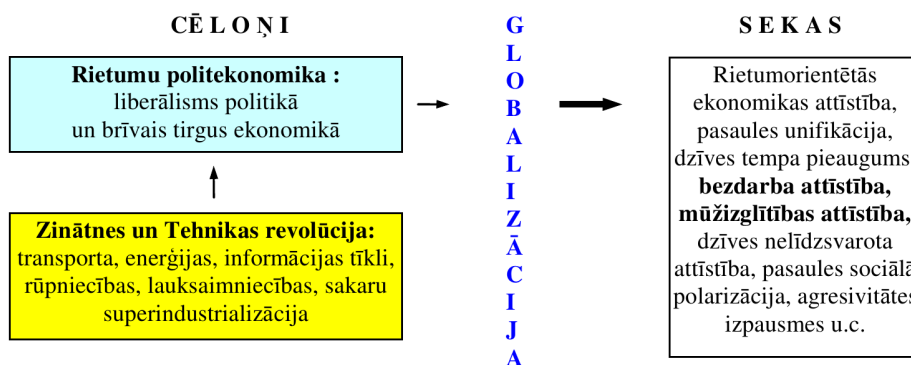 CĒLOŅI
Rietumu politekonomika :
liberālisms politikā
un brīvais tirgus ekonomikā
Zinātnes un Tehnikas revolūcija:
transporta, enerģijas, informācijas tīkli,
rūpniecības, lauksaimniecības, sakaru
superindustrializācija
GLOBALIZĀCIJA
SEKAS
Rietumorientētās
ekonomikas attīstība,
pasaules unifikācija,
dzīves tempa pieaugums
bezdarba attīstība,
mūžizglītības attīstība,
dzīves nelīdzsvarota
attīstība, pasaules sociālā
polarizācija, agresivitātes
izpausmes u.c.